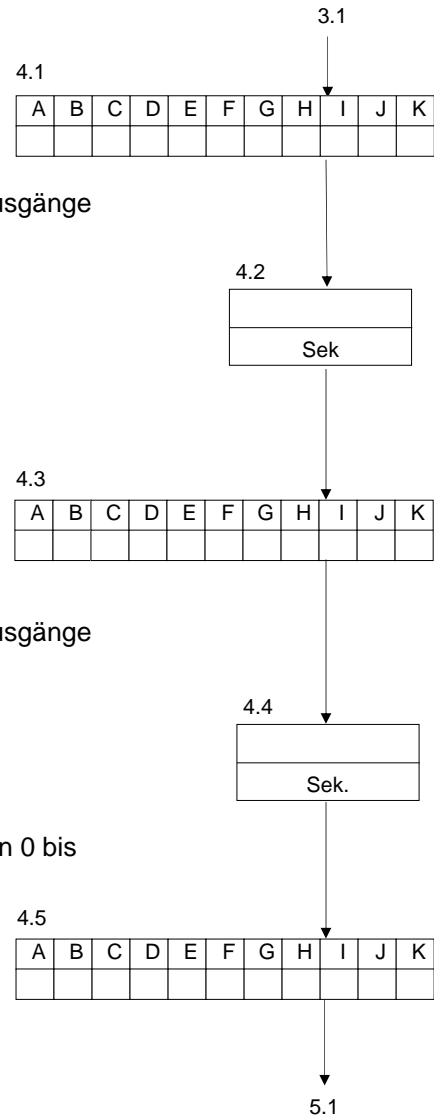 3.1
4.1
A B C D E F G H I J K
usgänge
4.2
Sek
4.3
A B C D E F G H I J K
usgänge
4.4
Sek.
n 0 bis
4.5
A B C D E F G H I J K
5.1